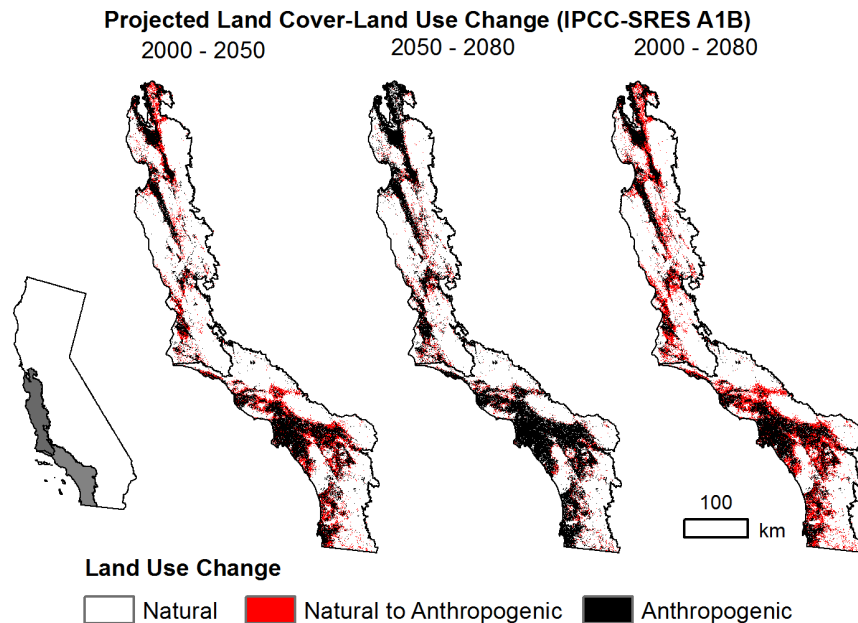 Projected Land Cover-Land Use Change (IPCC-SRES A1B)
2000 - 2050 2050 - 2080 2000 - 2080
100
km
Land Use Change
Natural Natural to Anthropogenic Anthropogenic